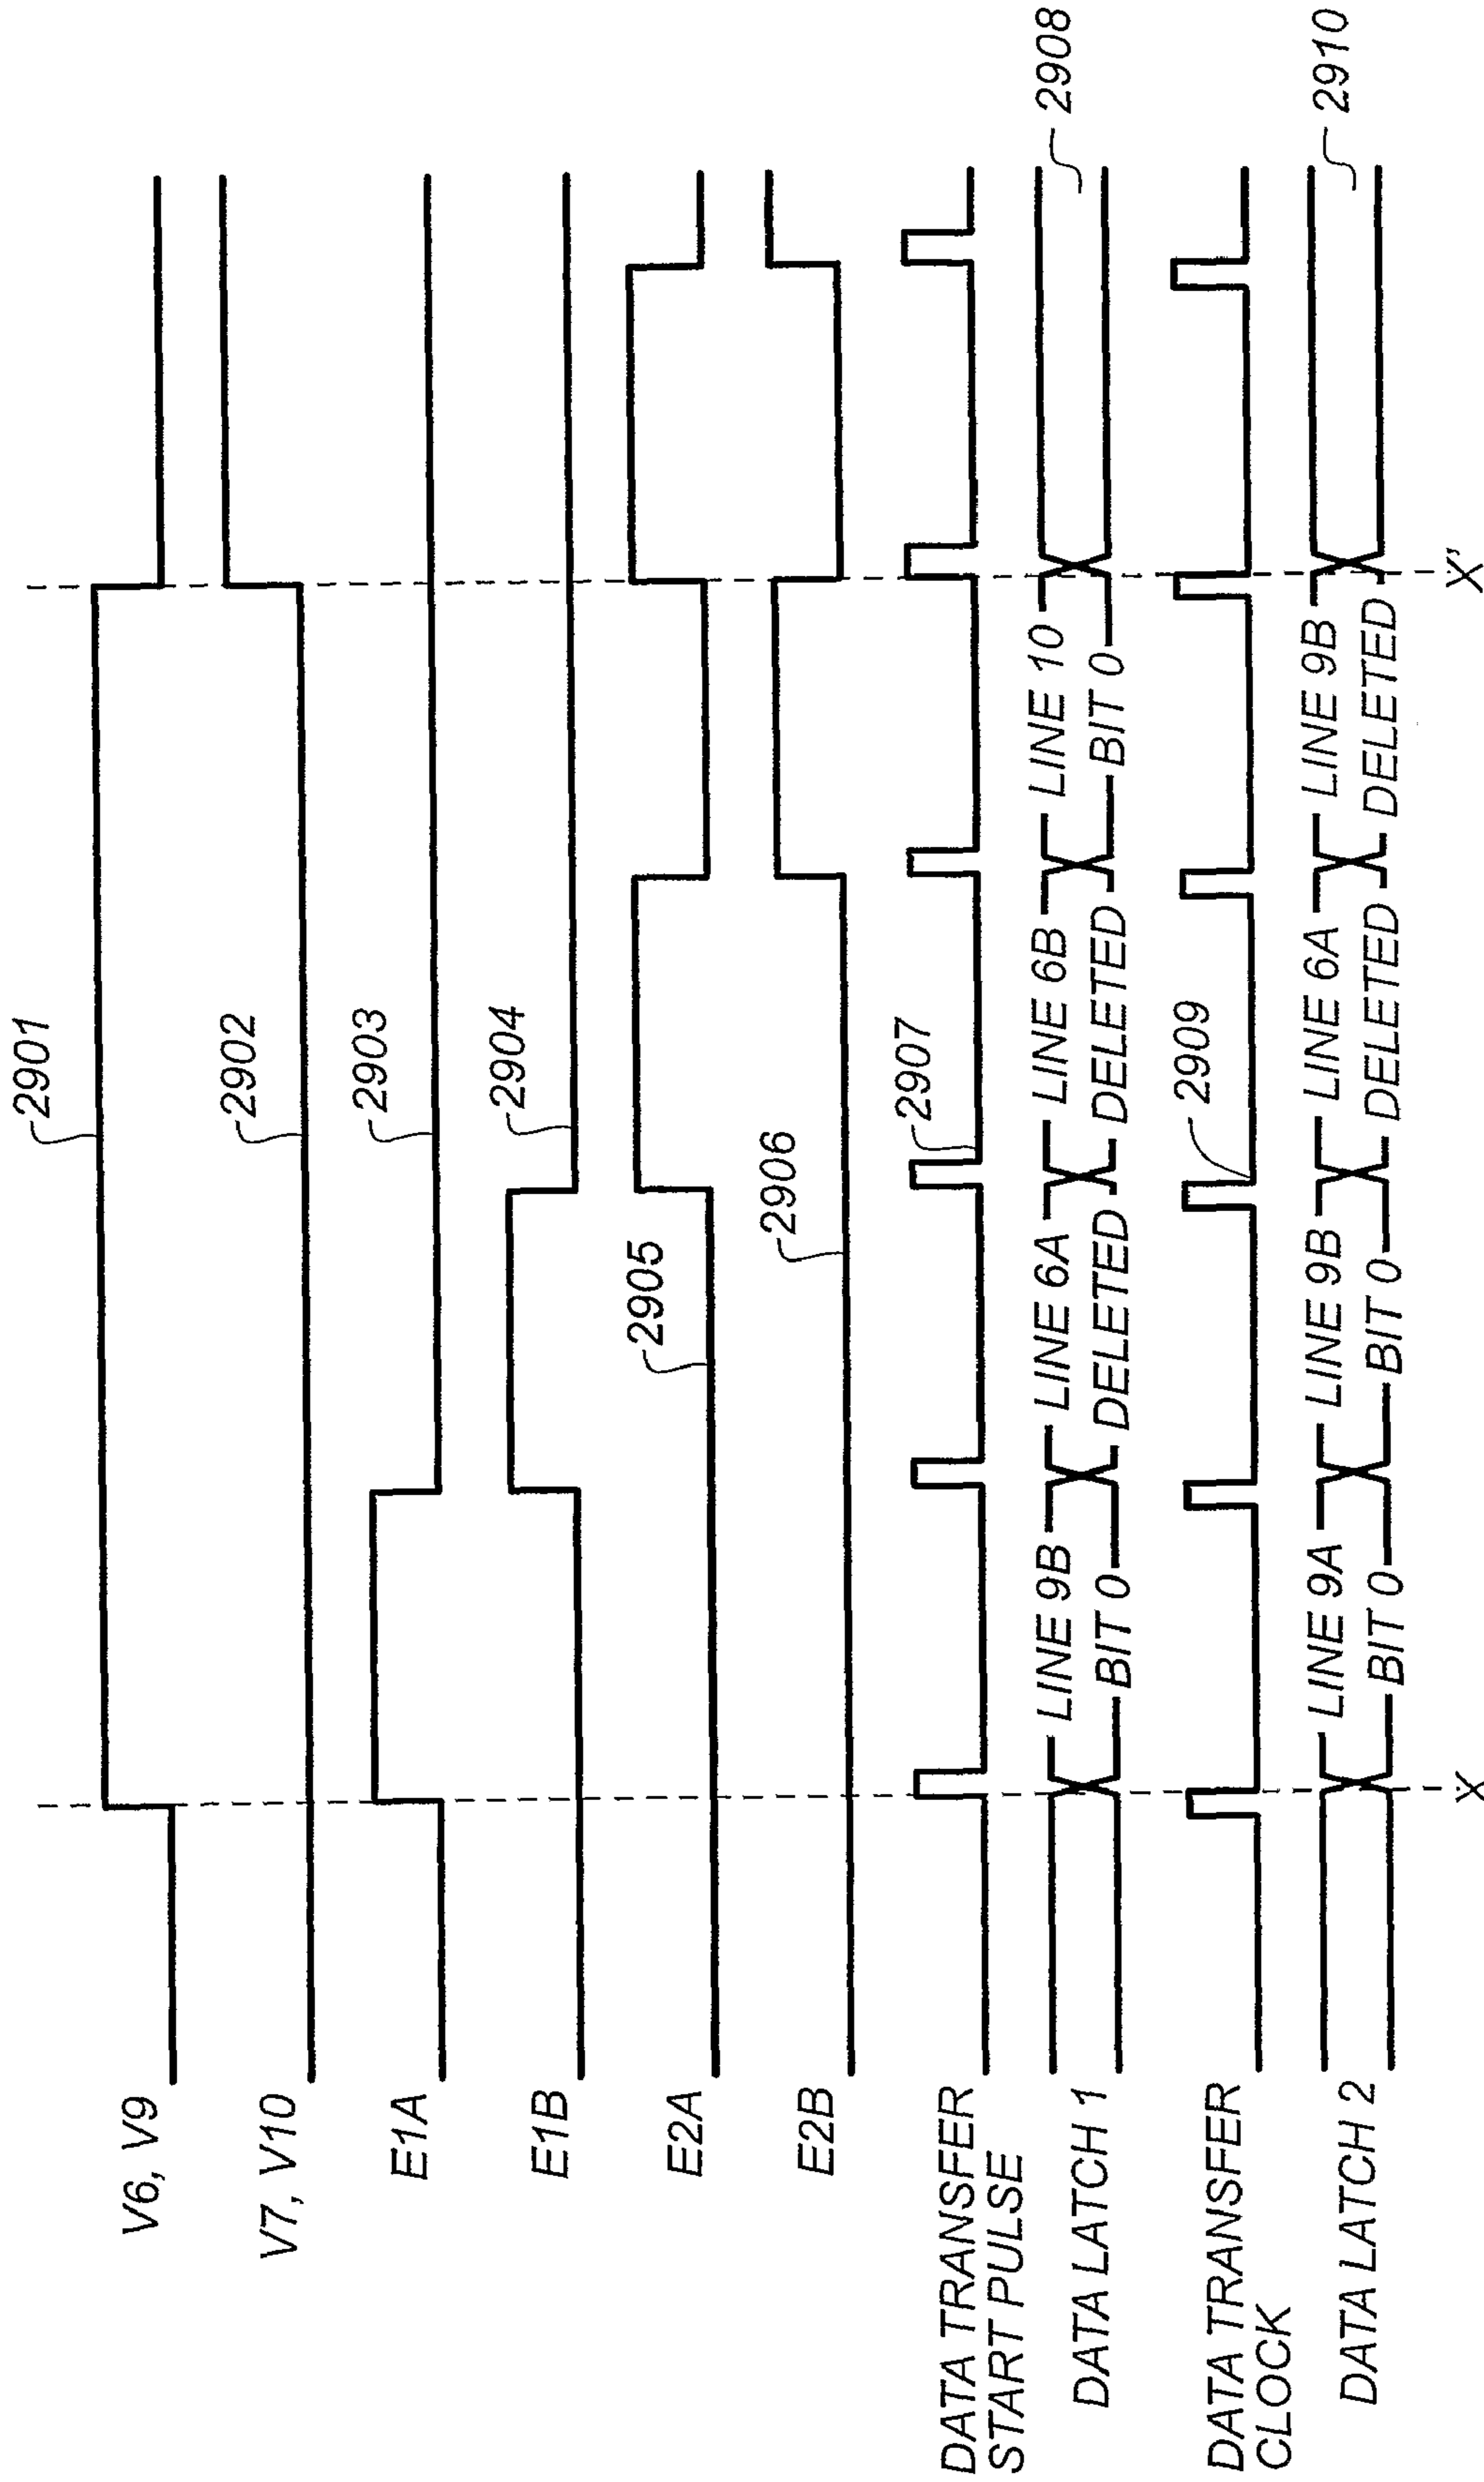 2901
V6, V9
2902
V7, V10
2903
E1A
2904
E1B
2905
E2A
2906
E2B
2907
DATA TRANSFER
START PULSE
DATA LATCH 1
LINE 9B
BIT 0
LINE 6A
DELETED
LINE 6B
DELETED
LINE 10
BIT 0
2908
2909
DATA TRANSFER
CLOCK
DATA LATCH 2
LINE 9A
BIT 0
LINE 9B
BIT 0
LINE 6A
DELETED
LINE 9B
DELETED
2910
X
X'